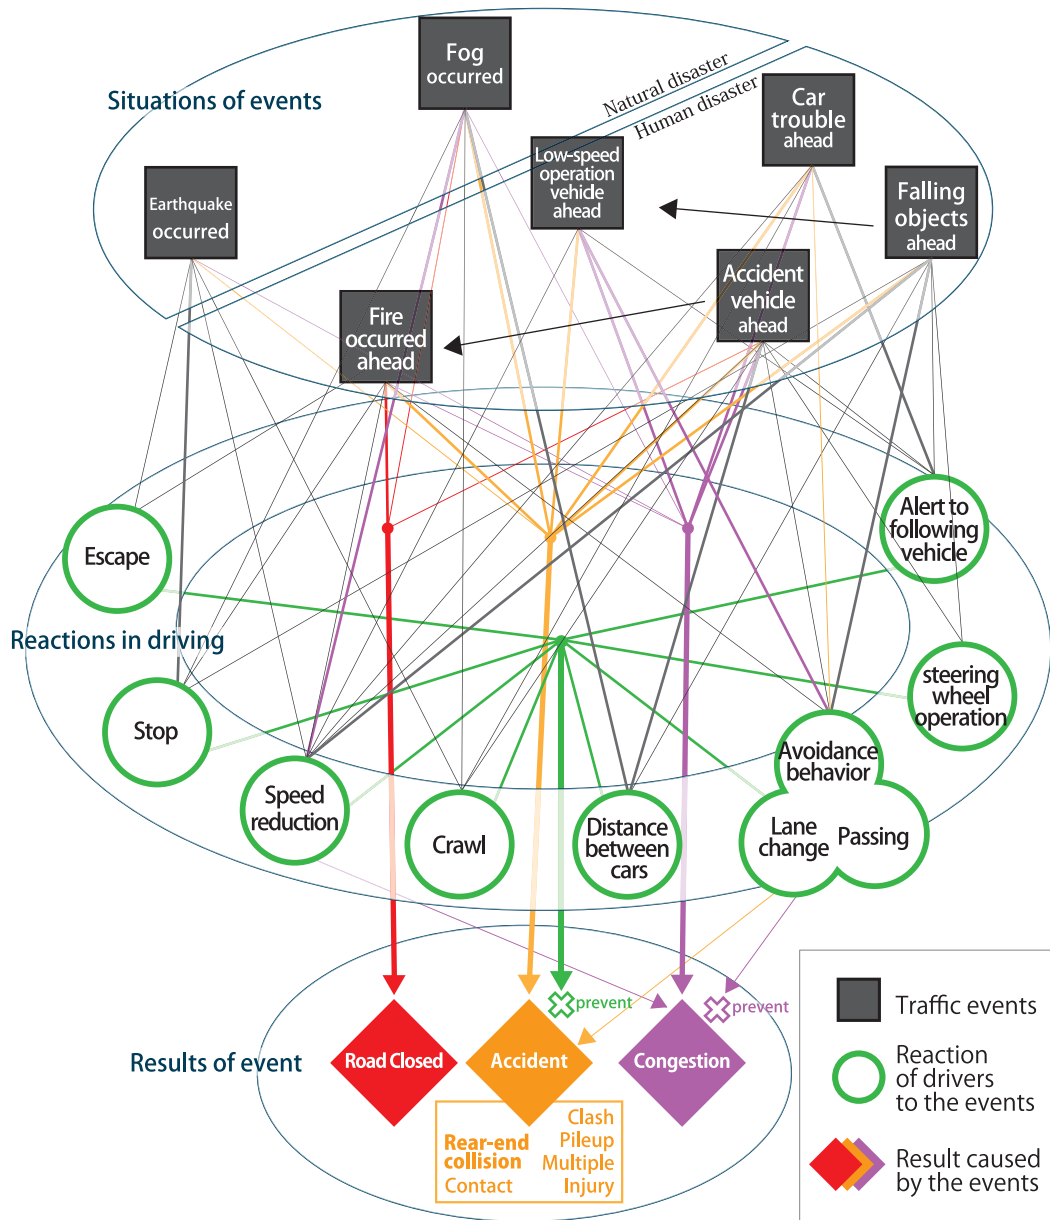 Fog
occurred
Situations of events
Natural disaster
Human disaster
Car
trouble
ahead
Low-speed
operation
vehicle
ahead
Earthquake
occurred
Falling
objects
ahead
Accident
vehicle
ahead
Fire
occurred
ahead
Escape
Alert to
following
vehicle
Reactions in driving
Stop
steering
wheel
operation
Speed
reduction
Crawl
Distance
between
cars
Avoidance
behavior
Lane
change
Passing
prevent
prevent
Results of event
Road Closed
Accident
Congestion
Rear-end
collision
Contact
Clash
Pileup
Multiple
Injury
Traffic events
Reaction
of drivers
to the events
Result caused
by the events